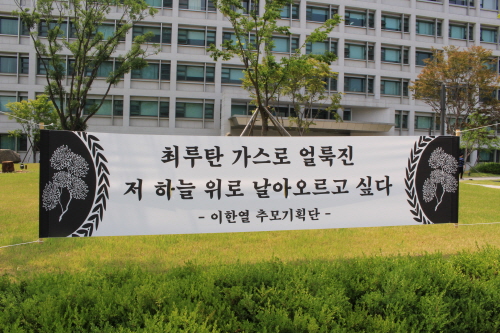 최루탄 가스로 얼룩진
저 하늘 위로 날아오르고 싶다
- 이한열 추모기획단 -